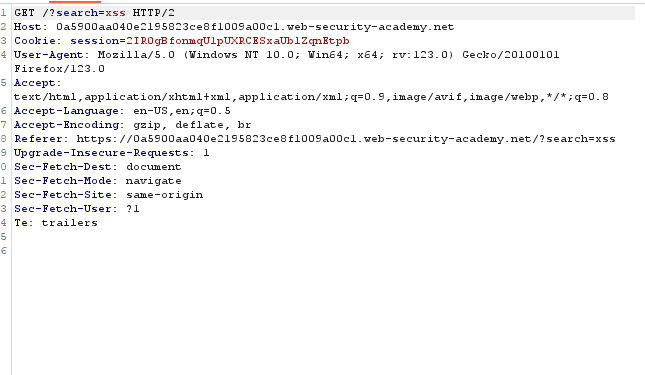 1 GET /?search=xss HTTP/2
2 Host: 0a5900aa040e2195823ce8f1009a00c1.web-security-academy.net
3 Cookie: session=2IR0gBfonmqUlpUXRCESxaUblZqnEtpb
4 User-Agent: Mozilla/5.0 (Windows NT 10.0; Win64; x64; rv:123.0) Gecko/20100101
Firefox/123.0
5 Accept:
text/html,application/xhtml+xml,application/xml;q=0.9,image/avif,image/webp,*/*;q=0.8
6 Accept-Language: en-US,en;q=0.5
7 Accept-Encoding: gzip, deflate, br
8 Referer: https://0a5900aa040e2195823ce8f1009a00c1.web-security-academy.net/?search=xss
9 Upgrade-Insecure-Requests: 1
0 Sec-Fetch-Dest: document
1 Sec-Fetch-Mode: navigate
2 Sec-Fetch-Site: same-origin
3 Sec-Fetch-User: ?1
4 Te: trailers
5
6